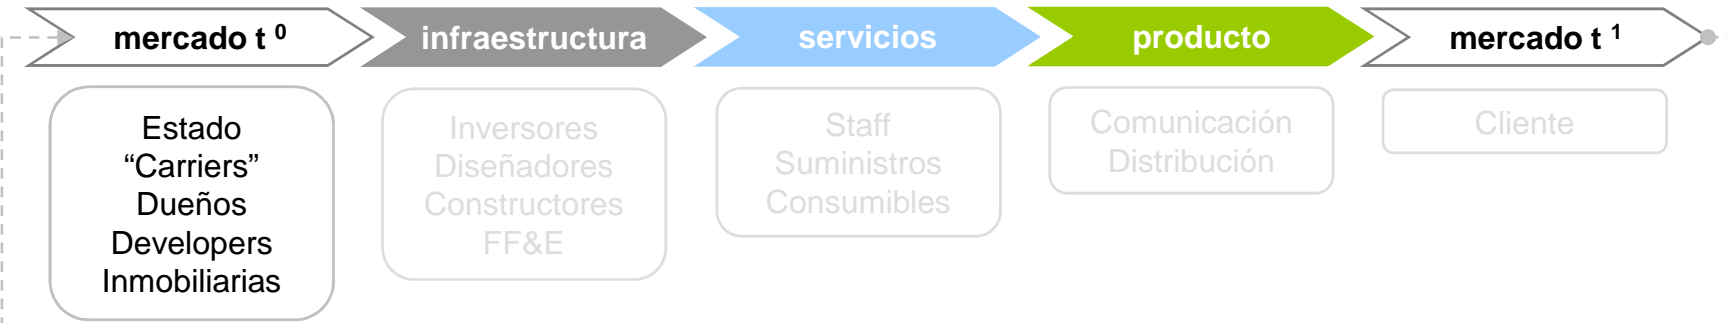 mercado t 0
infraestructura
servicios
producto
mercado t 1
Estado
“Carriers”
Dueños
Developers
Inmobiliarias
Inversores
Diseñadores
Constructores
FF&E
Staff
Suministros
Consumibles
Comunicación
Distribución
Cliente